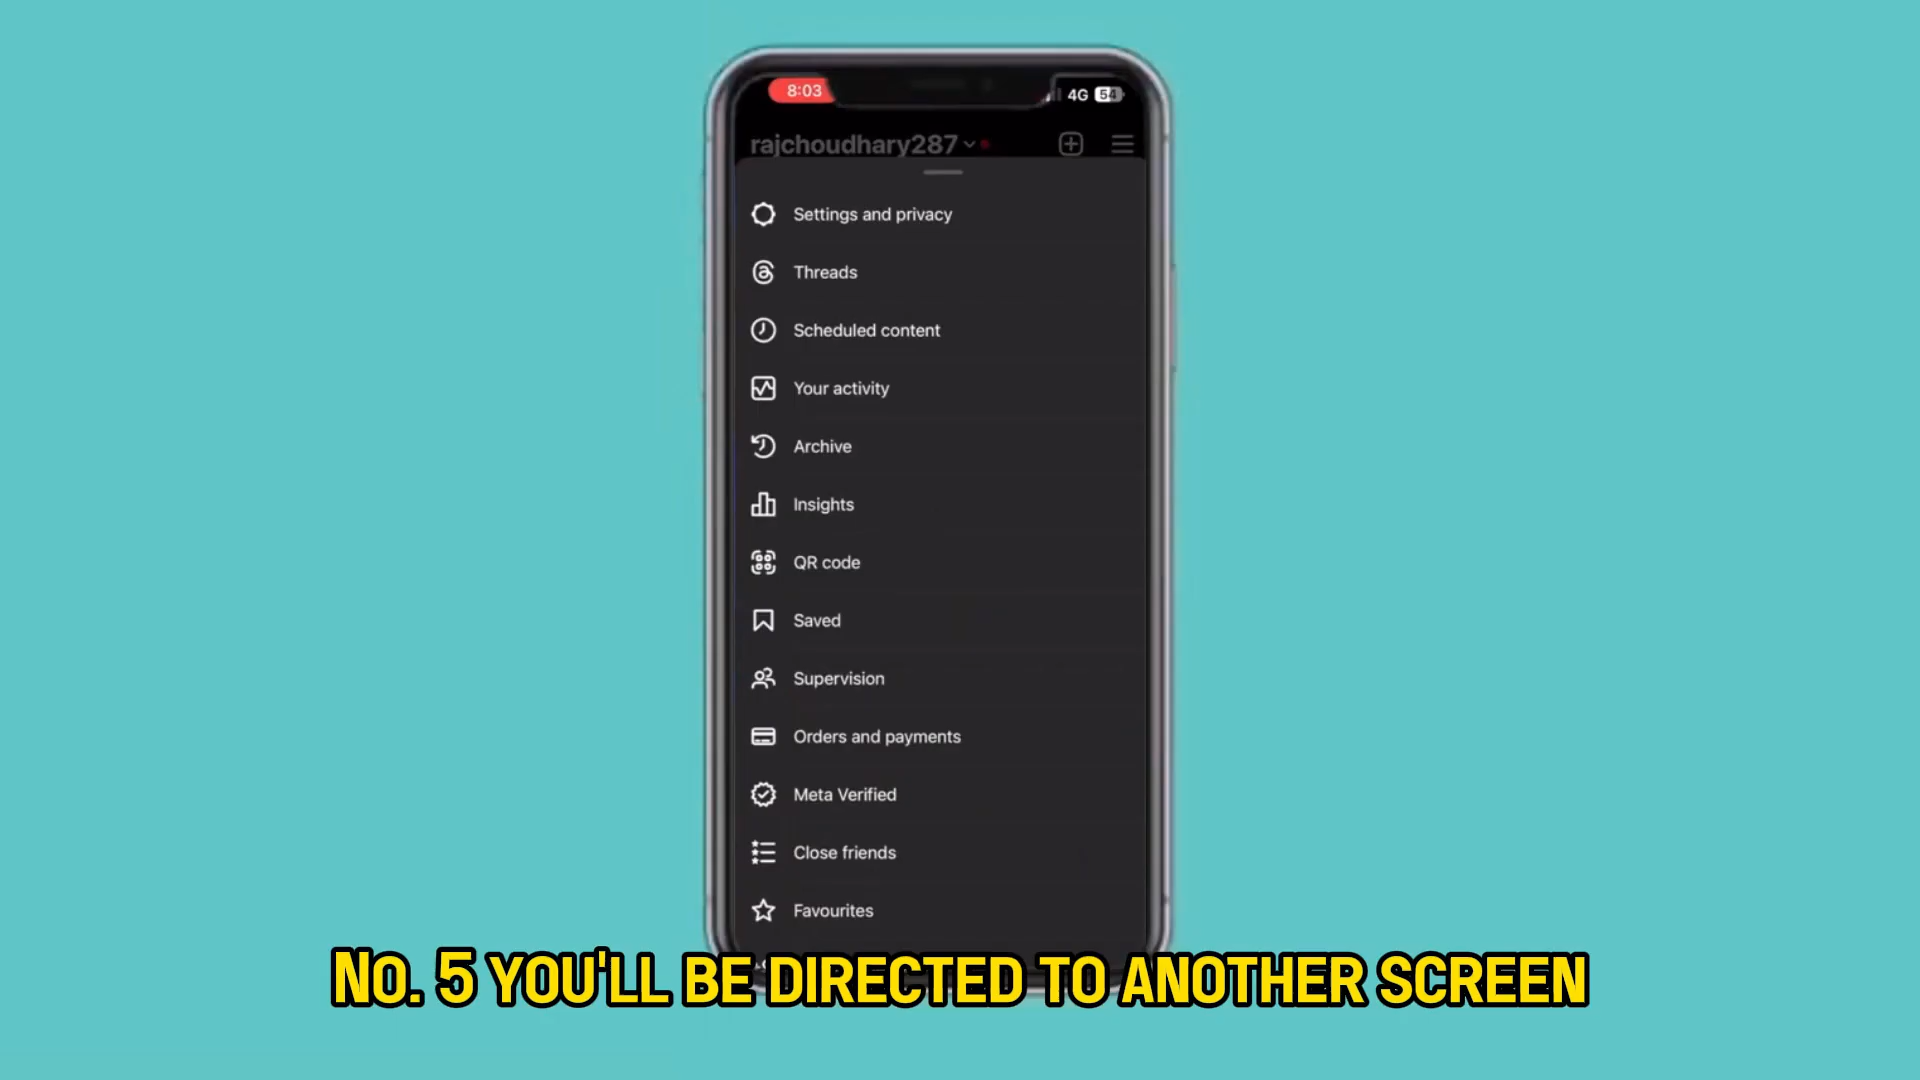 8:03
4G 54
rajchoudhary287
Settings and privacy
Threads
Scheduled content
Your activity
Archive
Insights
QR code
Saved
Supervision
Orders and payments
Meta Verified
Close friends
Favourites
NO. 5 YOU'LL BE DIRECTED TO ANOTHER SCREEN